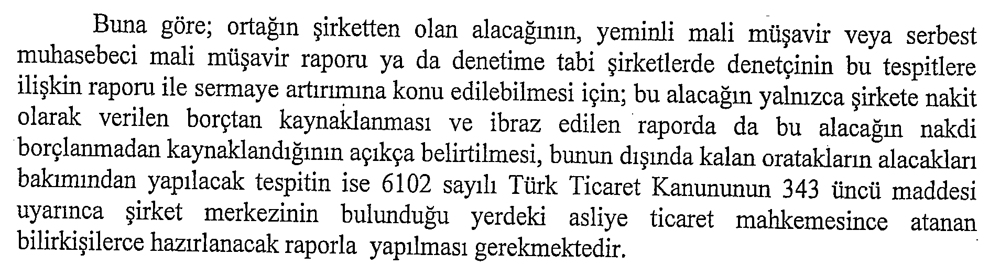 Buna göre; ortağın şirketten olan alacağının, yeminli mali müşavir veya serbest
muhasebeci mali müşavir raporu ya da denetime tabi şirketlerde denetçinin bu tespitlere
ilişkin raporu ile sermaye artırımına konu edilebilmesi için; bu alacağın yalnızca şirkete nakit
olarak verilen borçtan kaynaklanması ve ibraz edilen raporda da bu alacağın nakdi
borçlanmadan kaynaklandığının açıkça belirtilmesi, bunun dışında kalan oratakların alacakları
bakımından yapılacak tespitin ise 6102 sayılı Türk Ticaret Kanununun 343 üncü maddesi
uyarınca şirket merkezinin bulunduğu yerdeki asliye ticaret mahkemesince atanan
bilirkişilerce hazırlanacak raporla yapılması gerekmektedir.